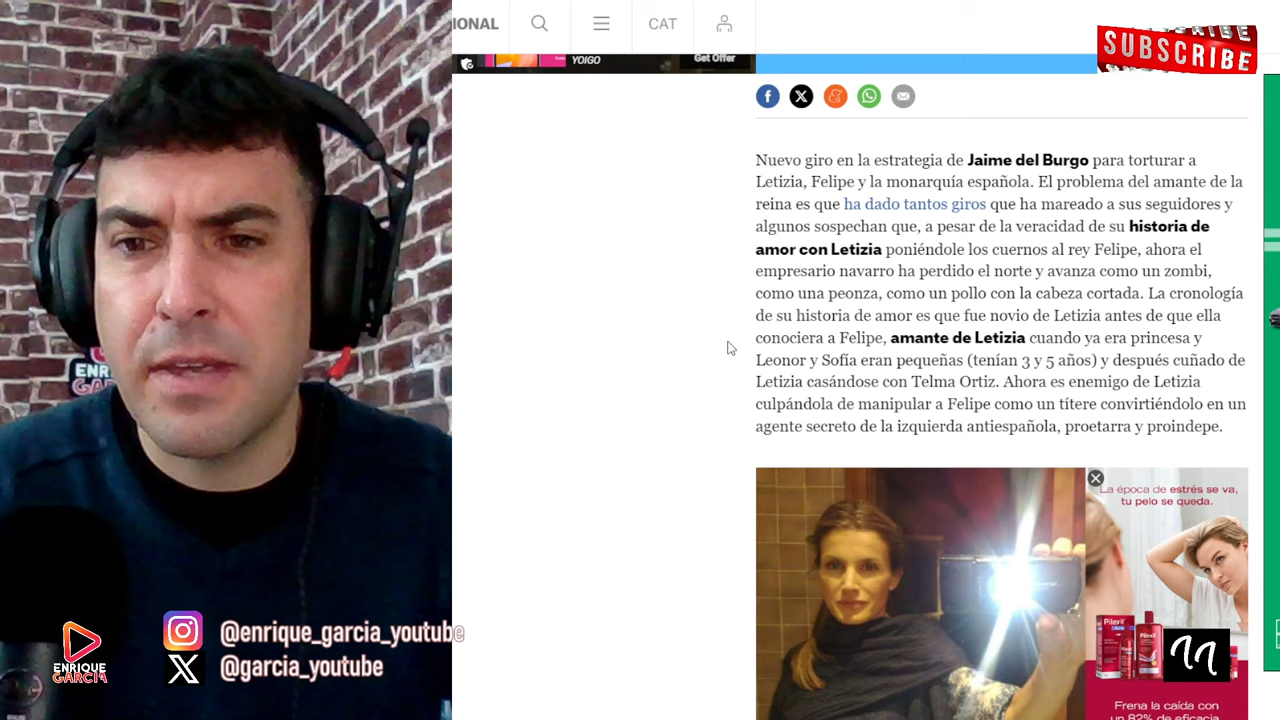 IONAL
CAT
SUBSCRIBE
YOIGO
Get Offer
Nuevo giro en la estrategia de Jaime del Burgo para torturar a
Letizia, Felipe y la monarquía española. El problema del amante de la
reina es que ha dado tantos giros que ha mareado a sus seguidores y
algunos sospechan que, a pesar de la veracidad de su historia de
amor con Letizia poniéndole los cuernos al rey Felipe, ahora el
empresario navarro ha perdido el norte y avanza como un zombi,
como una peonza, como un pollo con la cabeza cortada. La cronología
de su historia de amor es que fue novio de Letizia antes de que ella
conociera a Felipe, amante de Letizia cuando ya era princesa y
Leonor y Sofía eran pequeñas (tenían 3 y 5 años) y después cuñado de
Letizia casándose con Telma Ortiz. Ahora es enemigo de Letizia
culpándola de manipular a Felipe como un títere convirtiéndolo en un
agente secreto de la izquierda antiespañola, proetarra y proindepe.
La época de estrés se va,
tu pelo se queda.
Pilexil
Pilexil
Frena la caída con
un 82% de eficacia
@enrique_garcia_youtube
@garcia_youtube
ENRIQUE
GARCIA